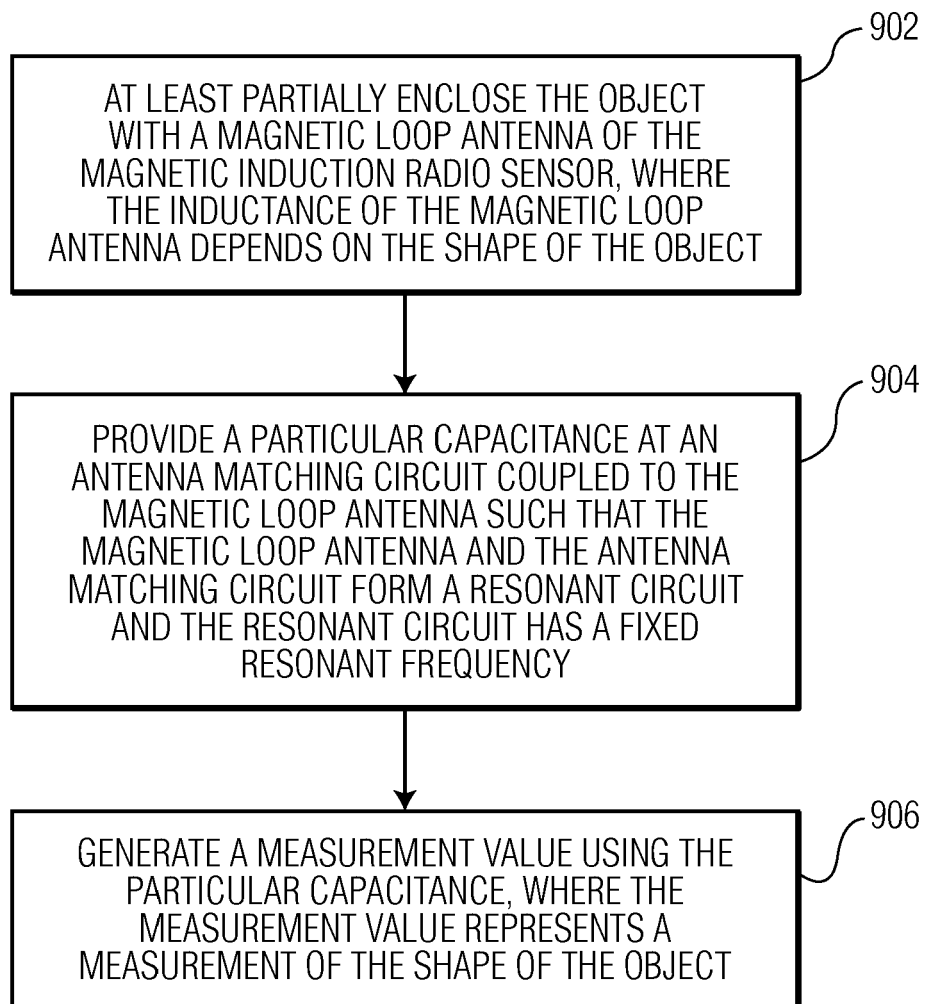 902
AT LEAST PARTIALLY ENCLOSE THE OBJECT
WITH A MAGNETIC LOOP ANTENNA OF THE
MAGNETIC INDUCTION RADIO SENSOR, WHERE
THE INDUCTANCE OF THE MAGNETIC LOOP
ANTENNA DEPENDS ON THE SHAPE OF THE OBJECT
904
PROVIDE A PARTICULAR CAPACITANCE AT AN
ANTENNA MATCHING CIRCUIT COUPLED TO THE
MAGNETIC LOOP ANTENNA SUCH THAT THE
MAGNETIC LOOP ANTENNA AND THE ANTENNA
MATCHING CIRCUIT FORM A RESONANT CIRCUIT
AND THE RESONANT CIRCUIT HAS A FIXED
RESONANT FREQUENCY
906
GENERATE A MEASUREMENT VALUE USING THE
PARTICULAR CAPACITANCE, WHERE THE
MEASUREMENT VALUE REPRESENTS A
MEASUREMENT OF THE SHAPE OF THE OBJECT